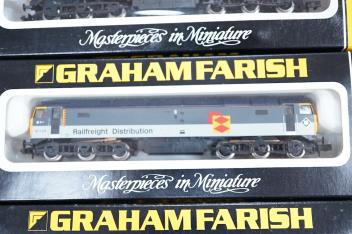 Masterpieces in Miniature
GRAHAM FARISH
Railfreight Distribution
Masterpieces in Miniature
GRAHAM FARISH